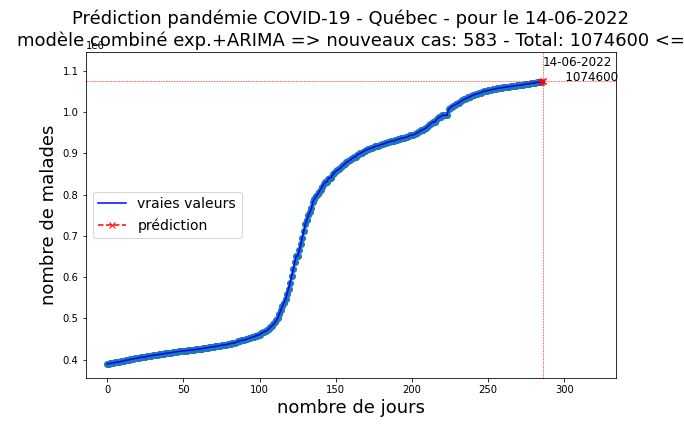 Prédiction pandémie COVID-19 - Québec - pour le 14-06-2022
modèle combiné exp.+ARIMA => nouveaux cas: 583 - Total: 1074600 <=
1e6
14-06-2022
1074600
1.1
1.0
0.9
0.8
0.7
0.6
0.5
0.4
nombre de malades
vraies valeurs
prédiction
0 50 100 150 200 250 300
nombre de jours